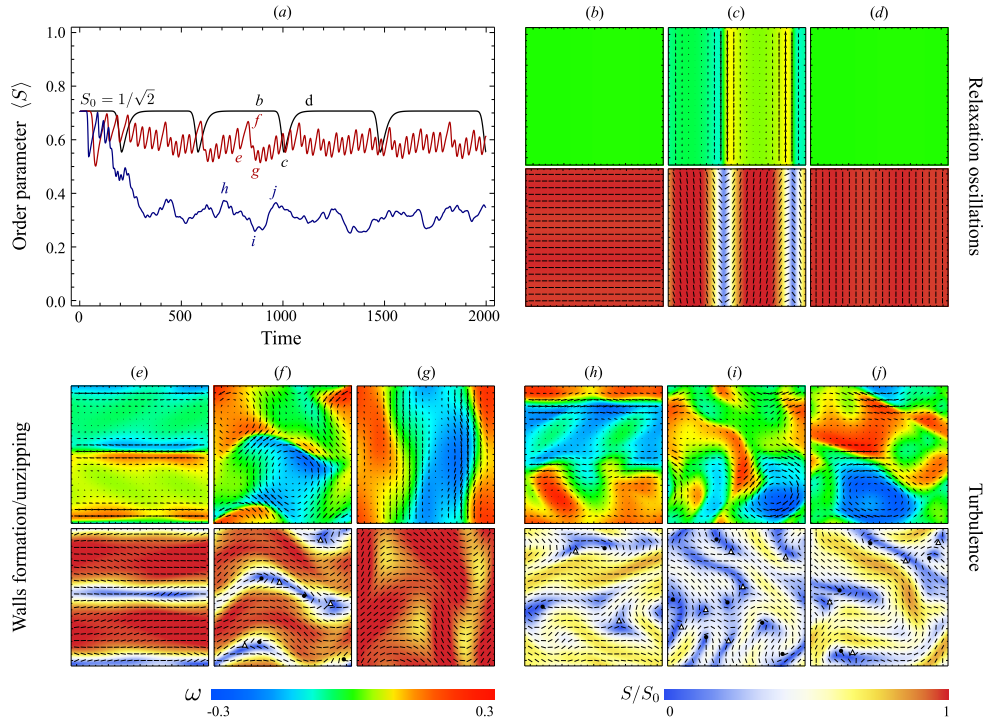 (a)
(b)
(c)
(d)
1.0
0.8
0.6
0.4
0.2
0.0
Order parameter ⟨S⟩
S₀ = 1/√2
b
d
f
e
c
g
h
j
i
0
500
1000
1500
2000
Time
Relaxation oscillations
(e)
(f)
(g)
(h)
(i)
(j)
Walls formation/unzipping
Turbulence
ω
-0.3
0.3
S/S₀
0
1